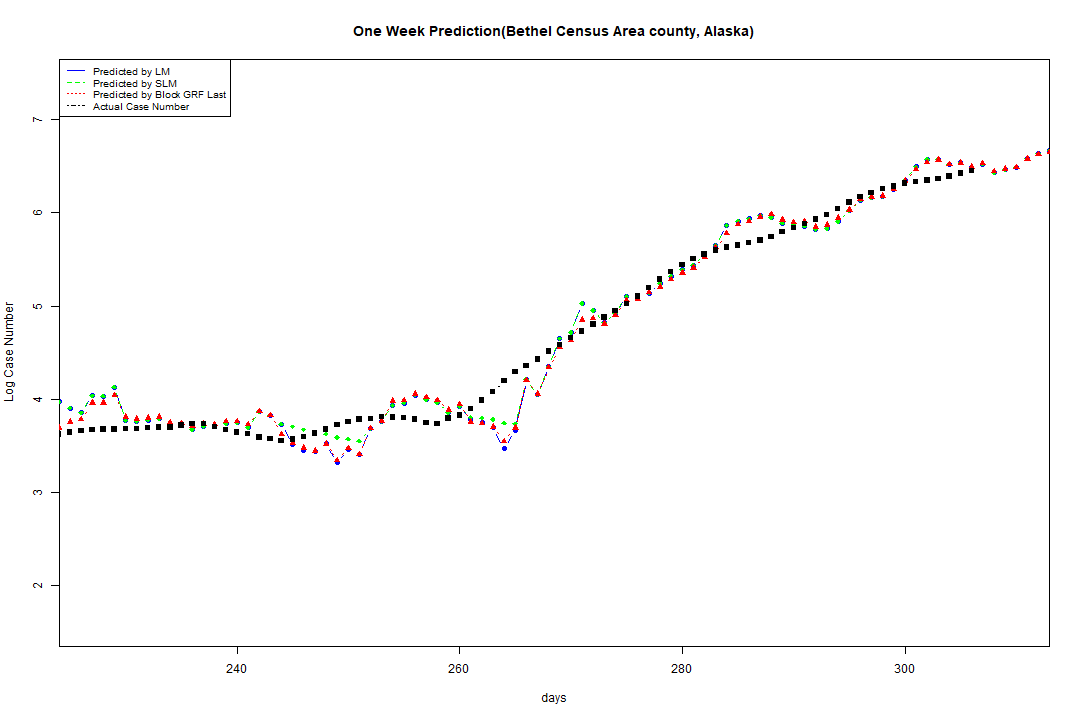 One Week Prediction(Bethel Census Area county, Alaska)
Predicted by LM
Predicted by SLM
Predicted by Block GRF Last
Actual Case Number
Log Case Number
7
6
5
4
3
2
240
260
280
300
days